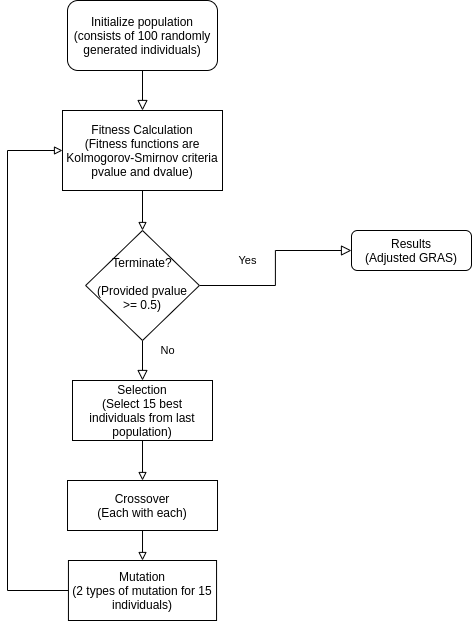 Initialize population
(consists of 100 randomly
generated individuals)
Fitness Calculation
(Fitness functions are
Kolmogorov-Smirnov criteria
pvalue and dvalue)
Terminate?
(Provided pvalue
>= 0.5)
Yes
Results
(Adjusted GRAS)
No
Selection
(Select 15 best
individuals from last
population)
Crossover
(Each with each)
Mutation
(2 types of mutation for 15
individuals)